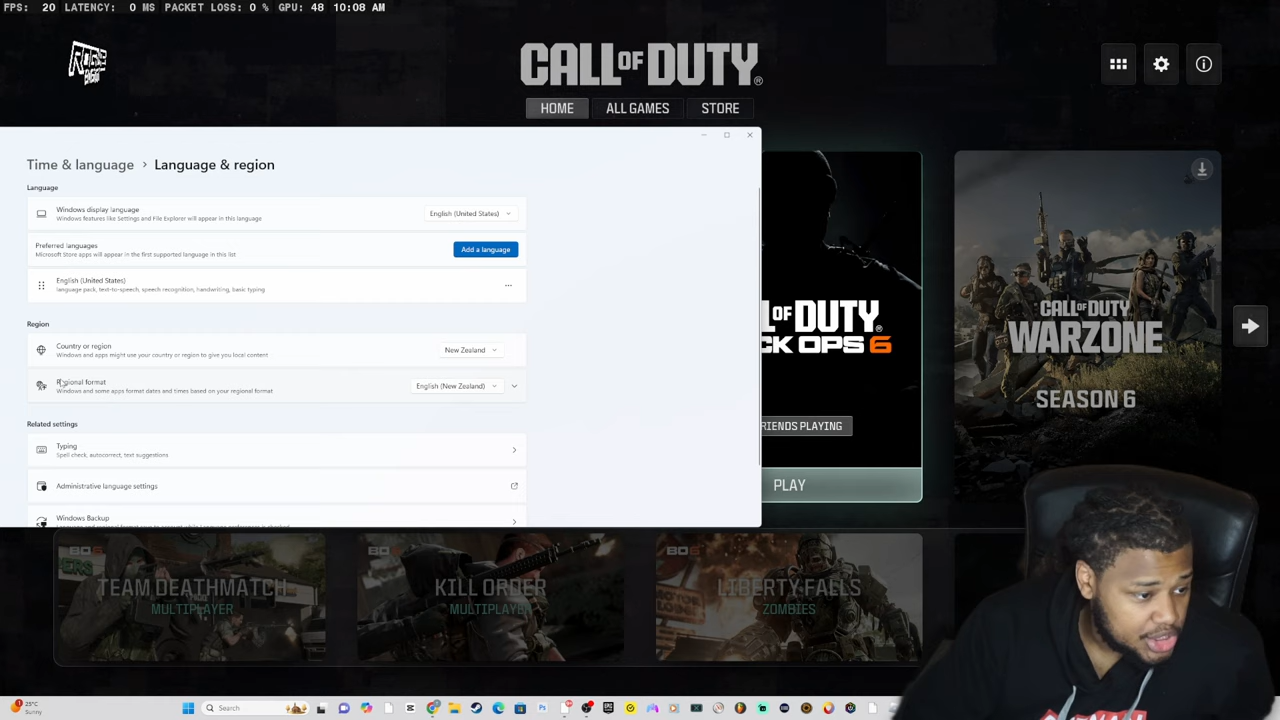 FPS: 20 LATENCY: 0 MS PACKET LOSS: 0 % GPU: 48 10:08 AM
CALL OF DUTY®
HOME ALL GAMES STORE
Time & language > Language & region
Language
Windows display language
Windows features like Settings and File Explorer will appear in this language
English (United States)
Preferred languages
Microsoft Store apps will appear in the first supported language in this list
Add a language
English (United States)
language pack, text-to-speech, speech recognition, handwriting, basic typing
Region
Country or region
Windows and apps might use your country or region to give you local content
New Zealand
Regional format
Windows and some apps format dates and times based on your regional format
English (New Zealand)
Related settings
Typing
Spell check, autocorrect, text suggestions
Administrative language settings
Windows Backup
OF DUTY®
CK OPS 6
RIENDS PLAYING
PLAY
CALL OF DUTY
WARZONE
SEASON 6
BO6
TEAM DEATHMATCH
MULTIPLAYER
BO6
KILL ORDER
MULTIPLAYER
BO6
LIBERTY FALLS
ZOMBIES
25°C
Sunny
Search